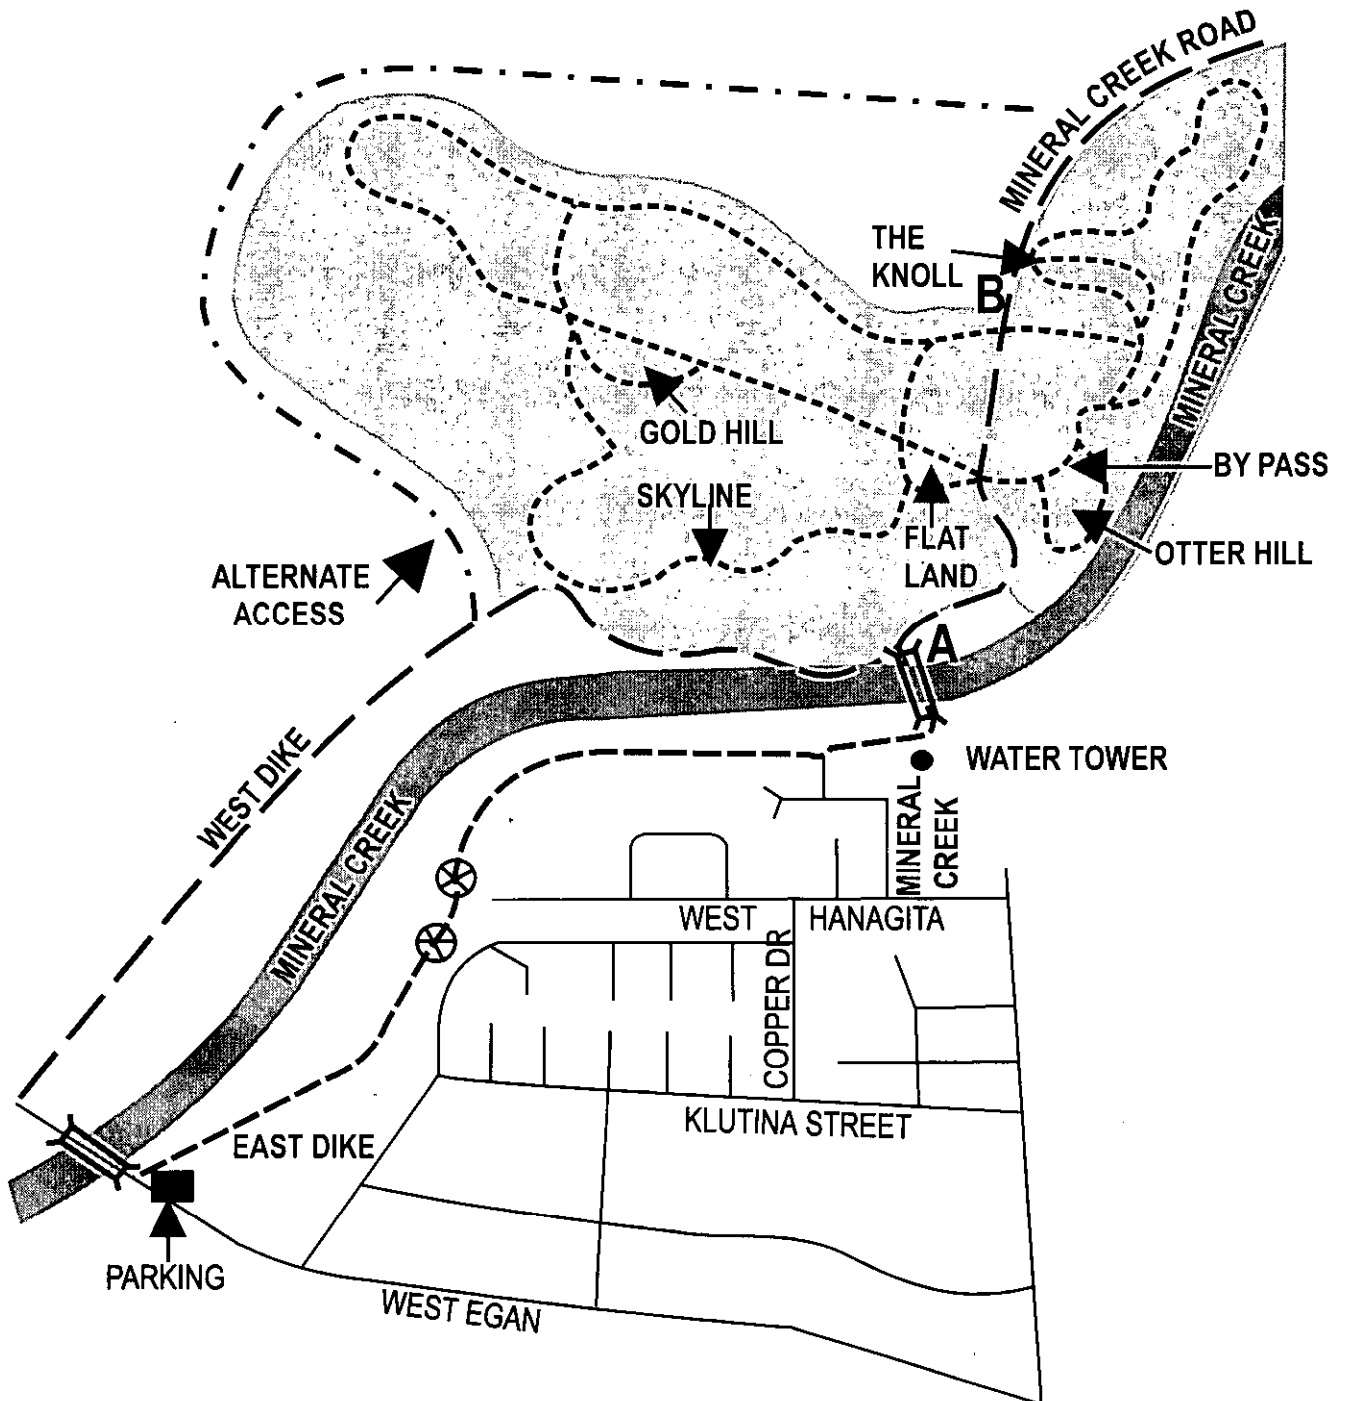 MINERAL CREEK ROAD
THE
KNOLL
B
MINERAL CREEK
GOLD HILL
BY PASS
SKYLINE
FLAT
LAND
OTTER HILL
ALTERNATE
ACCESS
A
WEST DIKE
WATER TOWER
MINERAL
CREEK
MINERAL CREEK
WEST HANAGITA
COPPER DR
KLUTINA STREET
EAST DIKE
PARKING
WEST EGAN